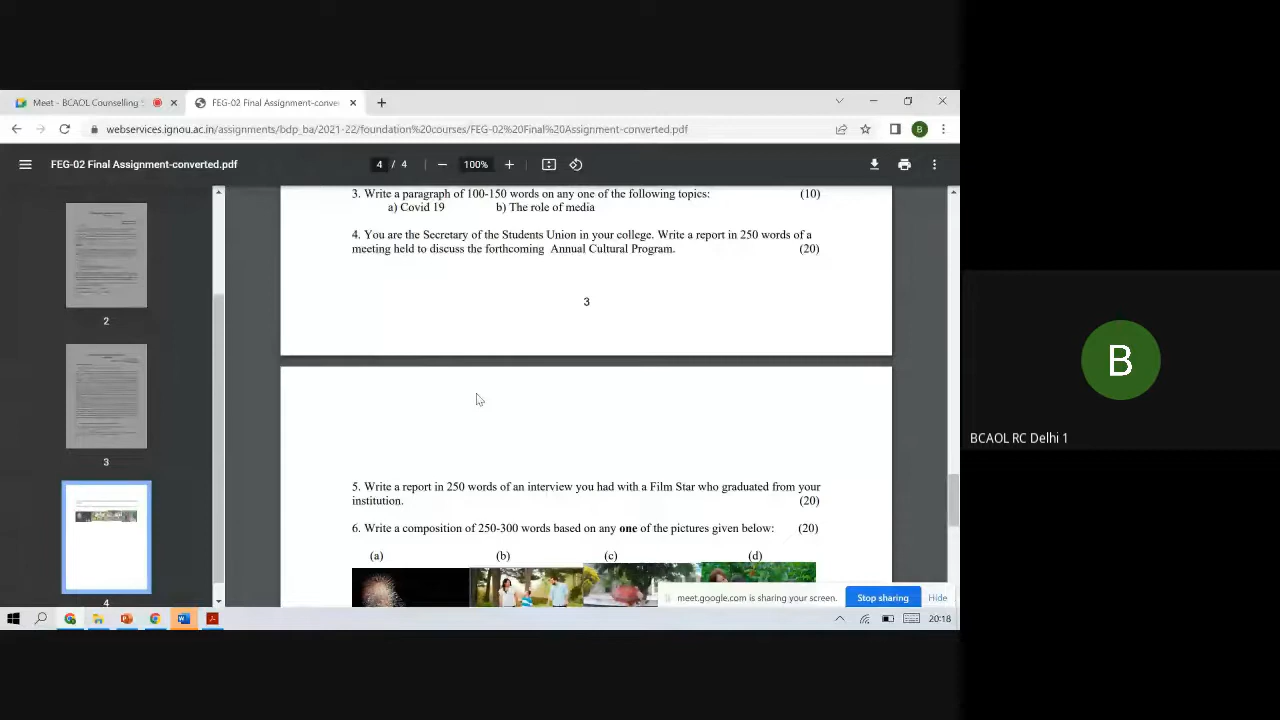 Meet - BCAOL Counselling
FEG-02 Final Assignment-conve
webservices.ignou.ac.in/assignments/bdp_ba/2021-22/foundation%20courses/FEG-02%20Final%20Assignment-converted.pdf
B
FEG-02 Final Assignment-converted.pdf
4 / 4
100%
3. Write a paragraph of 100-150 words on any one of the following topics: (10)
a) Covid 19 b) The role of media
4. You are the Secretary of the Students Union in your college. Write a report in 250 words of a
meeting held to discuss the forthcoming Annual Cultural Program. (20)
3
2
3
4
5. Write a report in 250 words of an interview you had with a Film Star who graduated from your
institution. (20)
6. Write a composition of 250-300 words based on any one of the pictures given below: (20)
(a) (b) (c) (d)
meet.google.com is sharing your screen.
Stop sharing
Hide
20:18
B
BCAOL RC Delhi 1